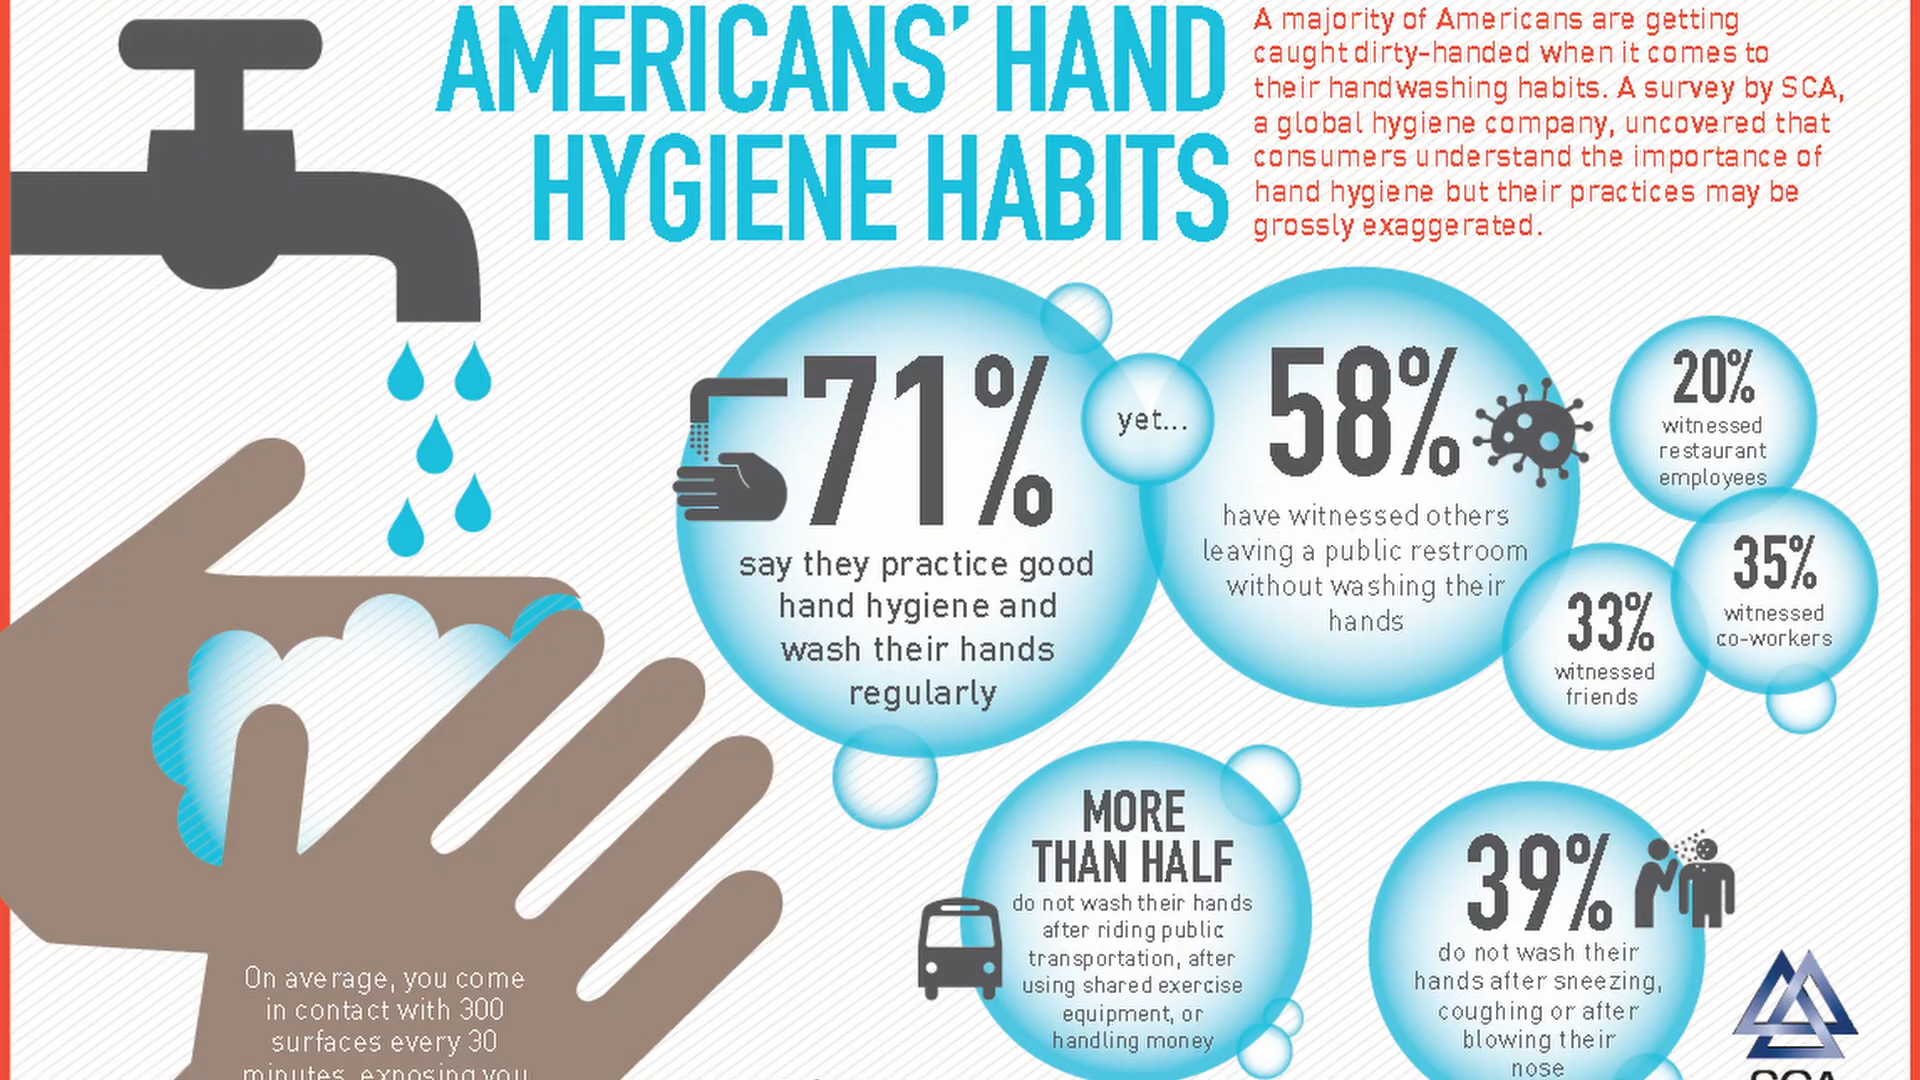 AMERICANS' HAND
HYGIENE HABITS
A majority of Americans are getting
caught dirty-handed when it comes to
their handwashing habits. A survey by SCA,
a global hygiene company, uncovered that
consumers understand the importance of
hand hygiene but their practices may be
grossly exaggerated.
71%
say they practice good
hand hygiene and
wash their hands
regularly
yet...
58%
have witnessed others
leaving a public restroom
without washing their
hands
20%
witnessed
restaurant
employees
35%
witnessed
co-workers
33%
witnessed
friends
MORE
THAN HALF
do not wash their hands
after riding public
transportation, after
using shared exercise
equipment, or
handling money
39%
do not wash their
hands after sneezing,
coughing or after
blowing their
nose
On average, you come
in contact with 300
surfaces every 30
minutes, exposing you
SCA